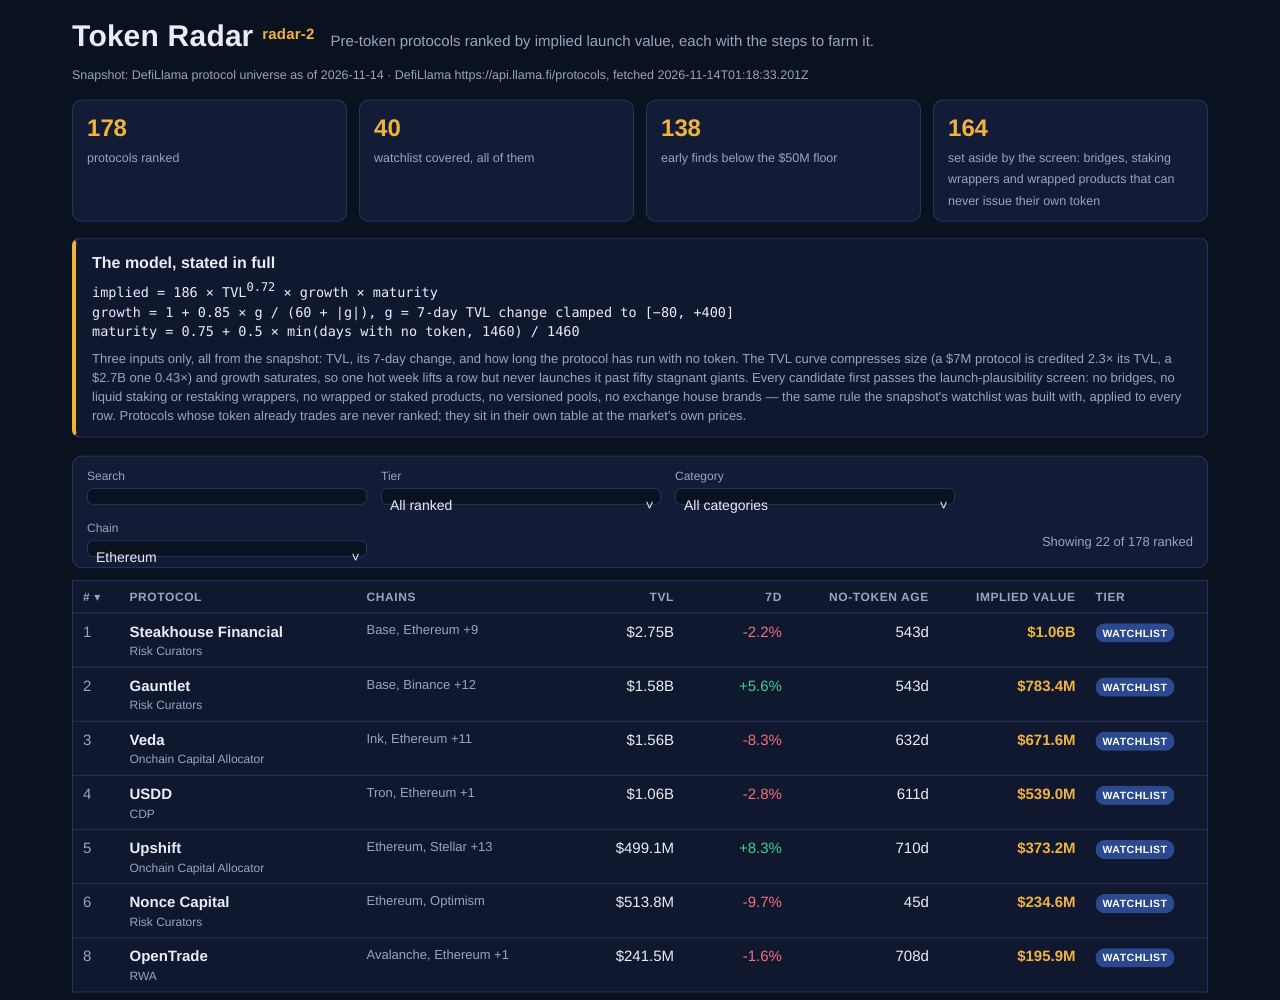 Token Radar radar-2 Pre-token protocols ranked by implied launch value, each with the steps to farm it.
Snapshot: DefiLlama protocol universe as of 2026-11-14 · DefiLlama https://api.llama.fi/protocols, fetched 2026-11-14T01:18:33.201Z
178
protocols ranked
40
watchlist covered, all of them
138
early finds below the $50M floor
164
set aside by the screen: bridges, staking
wrappers and wrapped products that can
never issue their own token
The model, stated in full
implied = 186 × TVL^0.72 × growth × maturity
growth = 1 + 0.85 × g / (60 + |g|), g = 7-day TVL change clamped to [−80, +400]
maturity = 0.75 + 0.5 × min(days with no token, 1460) / 1460
Three inputs only, all from the snapshot: TVL, its 7-day change, and how long the protocol has run with no token. The TVL curve compresses size (a $7M protocol is credited 2.3× its TVL, a
$2.7B one 0.43×) and growth saturates, so one hot week lifts a row but never launches it past fifty stagnant giants. Every candidate first passes the launch-plausibility screen: no bridges, no
liquid staking or restaking wrappers, no wrapped or staked products, no versioned pools, no exchange house brands — the same rule the snapshot's watchlist was built with, applied to every
row. Protocols whose token already trades are never ranked; they sit in their own table at the market's own prices.
Search
Tier
All ranked
Category
All categories
Chain
Ethereum
Showing 22 of 178 ranked
# ▾ PROTOCOL CHAINS TVL 7D NO-TOKEN AGE IMPLIED VALUE TIER
1 Steakhouse Financial Base, Ethereum +9 $2.75B -2.2% 543d $1.06B WATCHLIST
Risk Curators
2 Gauntlet Base, Binance +12 $1.58B +5.6% 543d $783.4M WATCHLIST
Risk Curators
3 Veda Ink, Ethereum +11 $1.56B -8.3% 632d $671.6M WATCHLIST
Onchain Capital Allocator
4 USDD Tron, Ethereum +1 $1.06B -2.8% 611d $539.0M WATCHLIST
CDP
5 Upshift Ethereum, Stellar +13 $499.1M +8.3% 710d $373.2M WATCHLIST
Onchain Capital Allocator
6 Nonce Capital Ethereum, Optimism $513.8M -9.7% 45d $234.6M WATCHLIST
Risk Curators
8 OpenTrade Avalanche, Ethereum +1 $241.5M -1.6% 708d $195.9M WATCHLIST
RWA